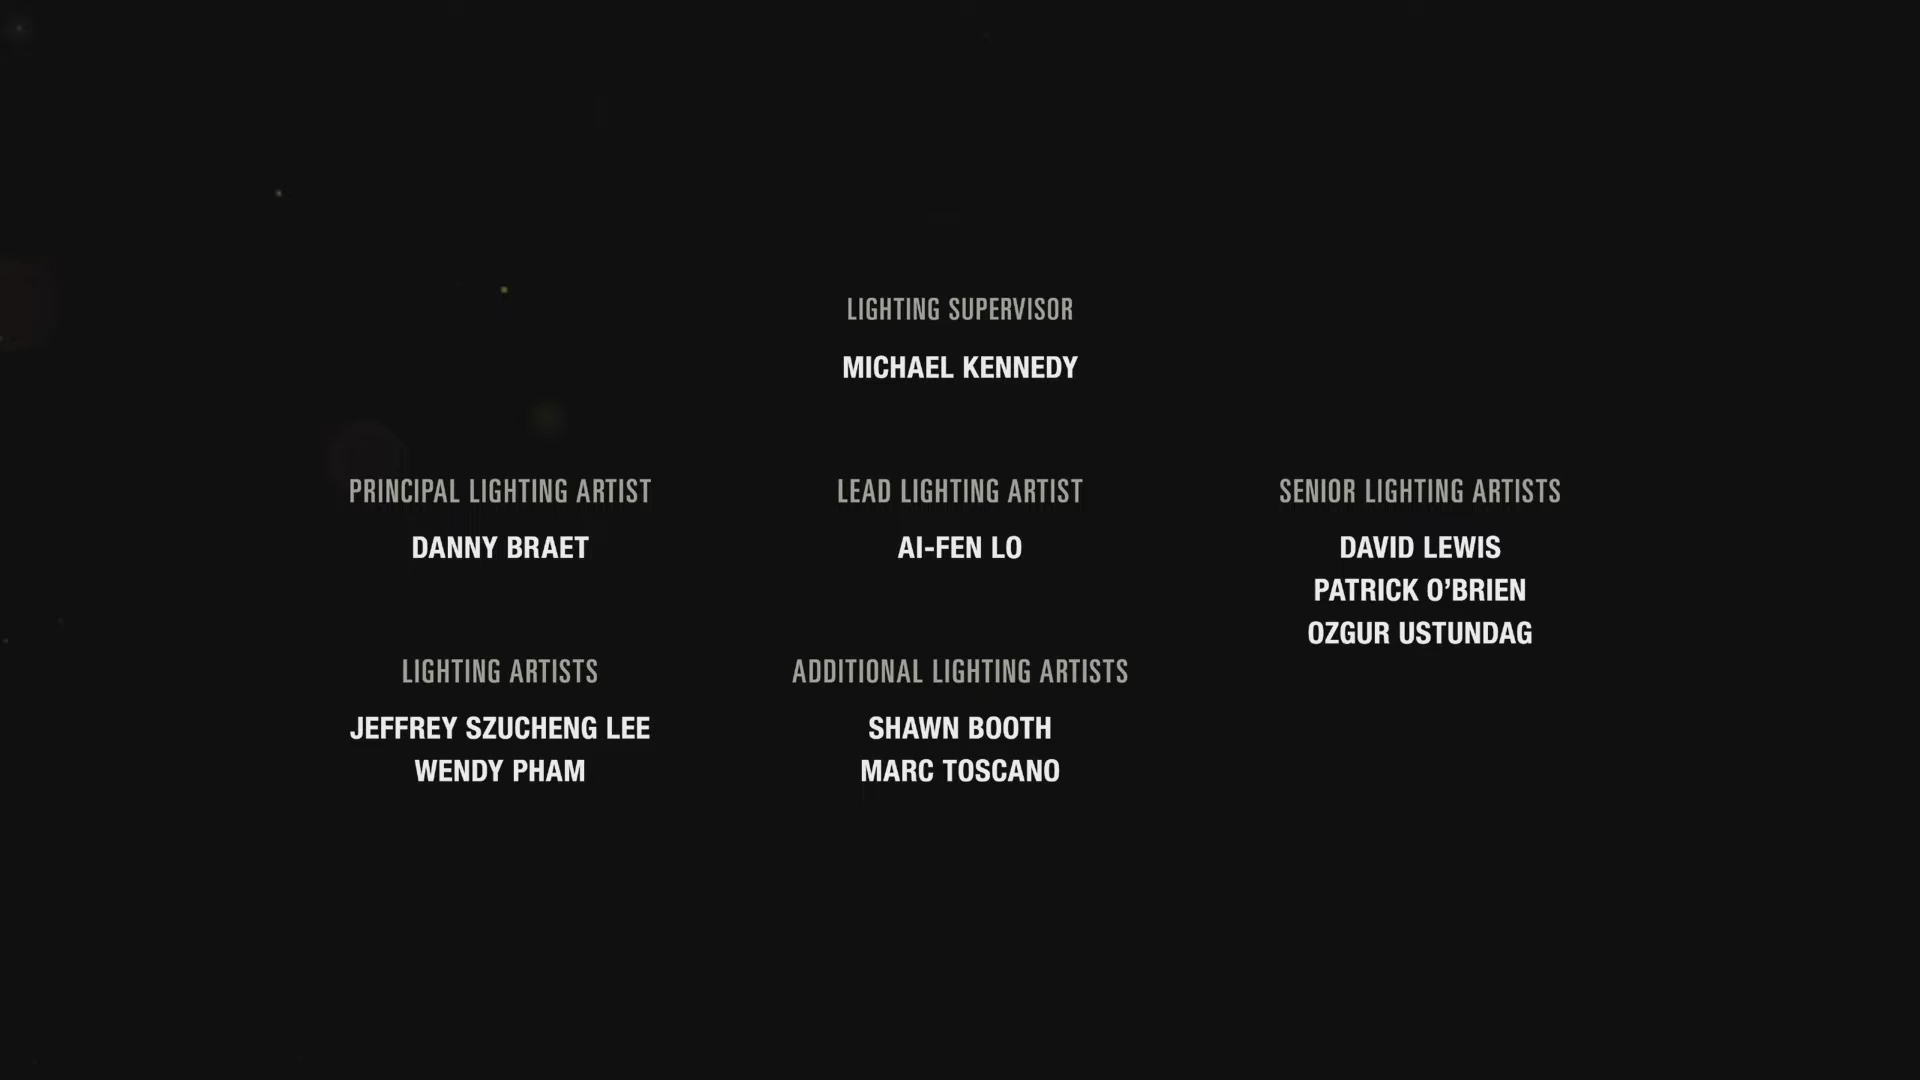 LIGHTING SUPERVISOR
MICHAEL KENNEDY
PRINCIPAL LIGHTING ARTIST
DANNY BRAET
LEAD LIGHTING ARTIST
AI-FEN LO
SENIOR LIGHTING ARTISTS
DAVID LEWIS
PATRICK O’BRIEN
OZGUR USTUNDAG
LIGHTING ARTISTS
JEFFREY SZUCHENG LEE
WENDY PHAM
ADDITIONAL LIGHTING ARTISTS
SHAWN BOOTH
MARC TOSCANO